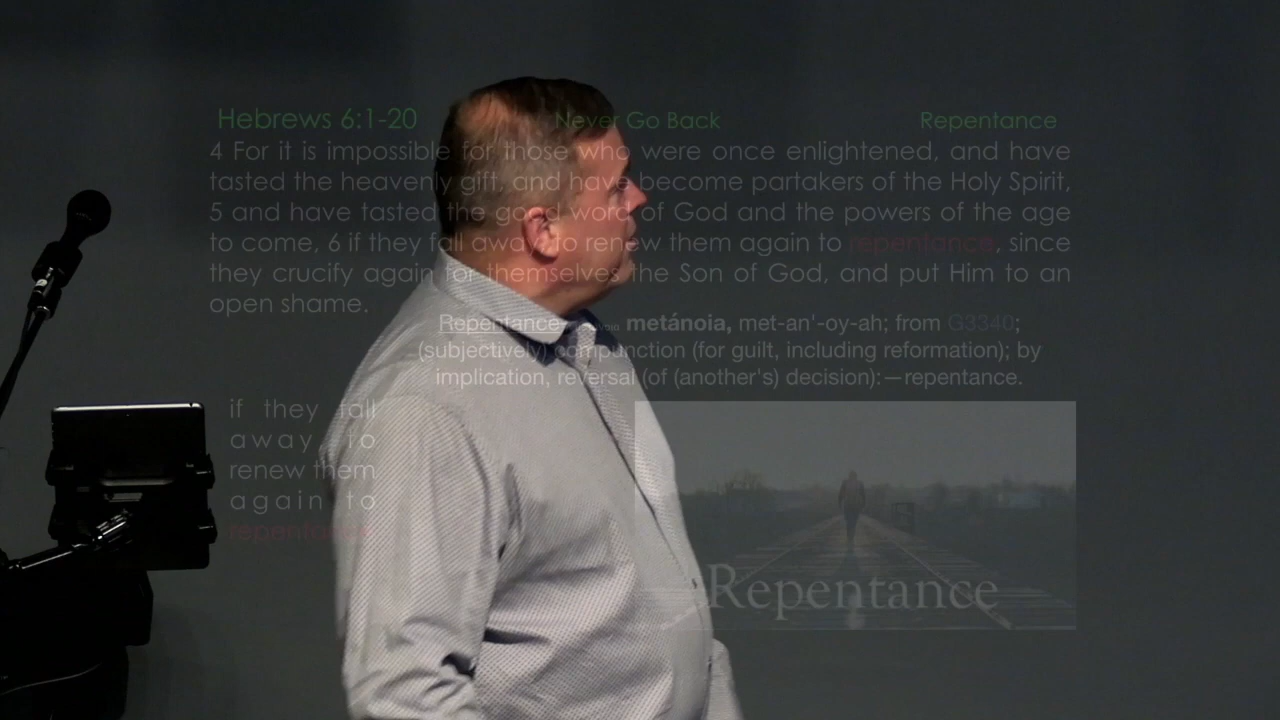 Hebrews 6:1-20 Never Go Back Repentance
4 For it is impossible for those who were once enlightened, and have
tasted the heavenly gift and have become partakers of the Holy Spirit,
5 and have tasted the good word of God and the powers of the age
to come, 6 if they fall away, to renew them again to repentance, since
they crucify again for themselves the Son of God, and put Him to an
open shame.
Repentance metánoia, met-an'-oy-ah; from G3340;
(subjectively) compunction (for guilt, including reformation); by
implication, reversal (of (another's) decision):—repentance.
if they fall
away to
renew them
again to
repentance
Repentance